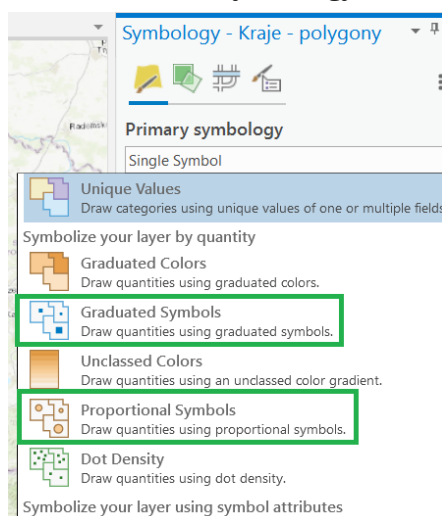 Symbology - Kraje - polygony
Primary symbology
Single Symbol
Unique Values
Draw categories using unique values of one or multiple fields
Symbolize your layer by quantity
Graduated Colors
Draw quantities using graduated colors.
Graduated Symbols
Draw quantities using graduated symbols.
Unclassed Colors
Draw quantities using an unclassed color gradient.
Proportional Symbols
Draw quantities using proportional symbols.
Dot Density
Draw quantities using dot density.
Symbolize your layer using symbol attributes